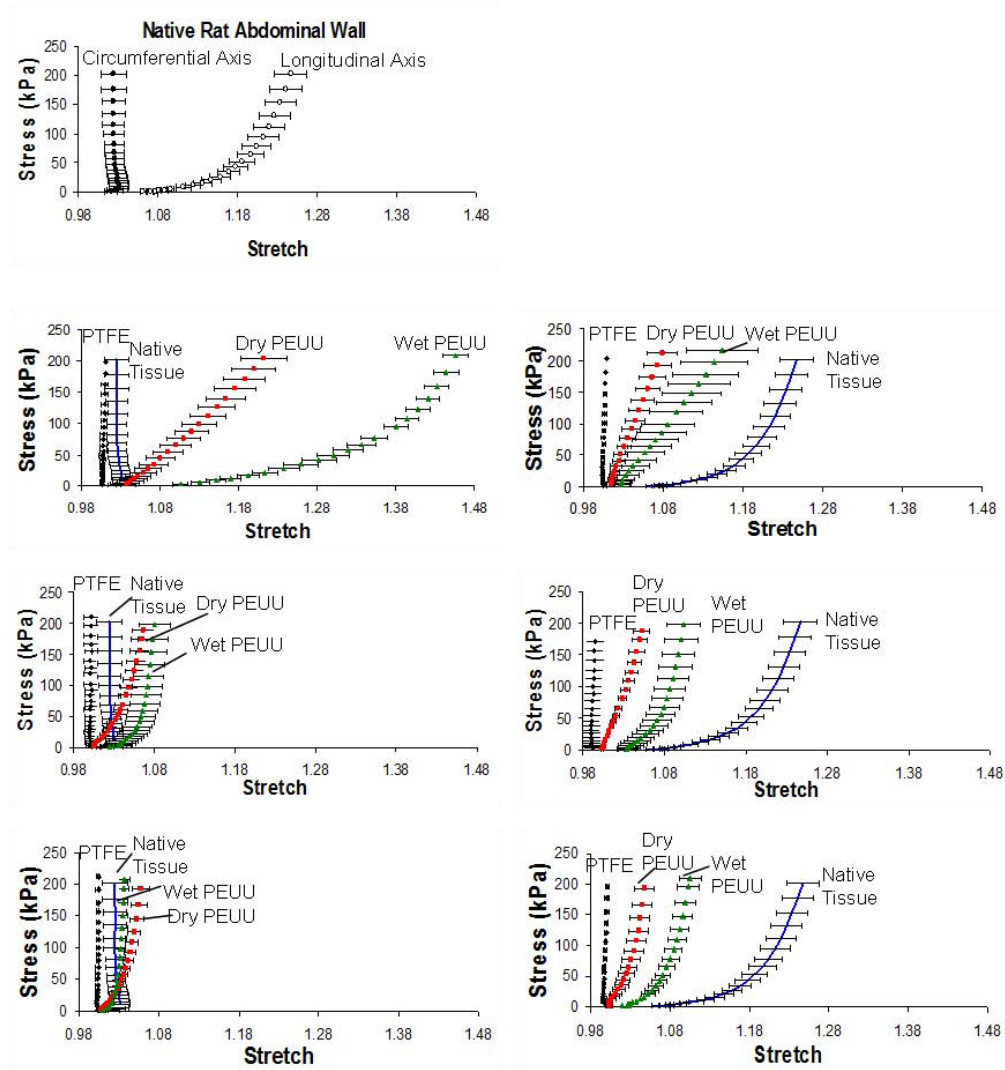 Native Rat Abdominal Wall
Circumferential Axis Longitudinal Axis
250
200
150
100
50
0
Stress (kPa)
0.98 1.08 1.18 1.28 1.38 1.48
Stretch
PTFE Native Tissue Dry PEUU Wet PEUU
250
200
150
100
50
0
Stress (kPa)
0.98 1.08 1.18 1.28 1.38 1.48
Stretch
PTFE Dry PEUU Wet PEUU Native Tissue
250
200
150
100
50
0
Stress (kPa)
0.98 1.08 1.18 1.28 1.38 1.48
Stretch
PTFE Native Tissue Dry PEUU
Wet PEUU
250
200
150
100
50
0
Stress (kPa)
0.98 1.08 1.18 1.28 1.38 1.48
Stretch
PTFE Dry PEUU Wet PEUU Native Tissue
250
200
150
100
50
0
Stress (kPa)
0.98 1.08 1.18 1.28 1.38 1.48
Stretch
PTFE Native Tissue
Wet PEUU
Dry PEUU
250
200
150
100
50
0
Stress (kPa)
0.98 1.08 1.18 1.28 1.38 1.48
Stretch
PTFE Dry PEUU Wet PEUU Native Tissue
250
200
150
100
50
0
Stress (kPa)
0.98 1.08 1.18 1.28 1.38 1.48
Stretch